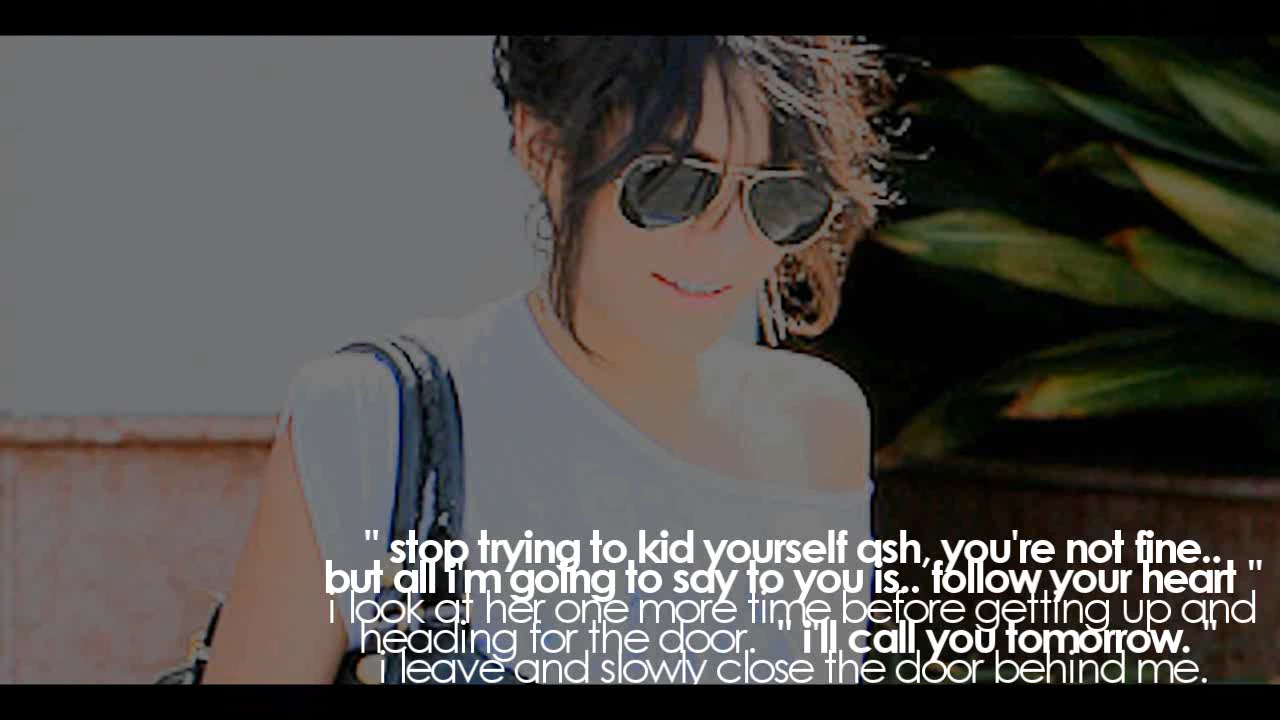 " stop trying to kid yourself ash, you're not fine..
but all i'm going to say to you is.. follow your heart "
i look at her one more time before getting up and
heading for the door. " i'll call you tomorrow. "
i leave and slowly close the door behind me.